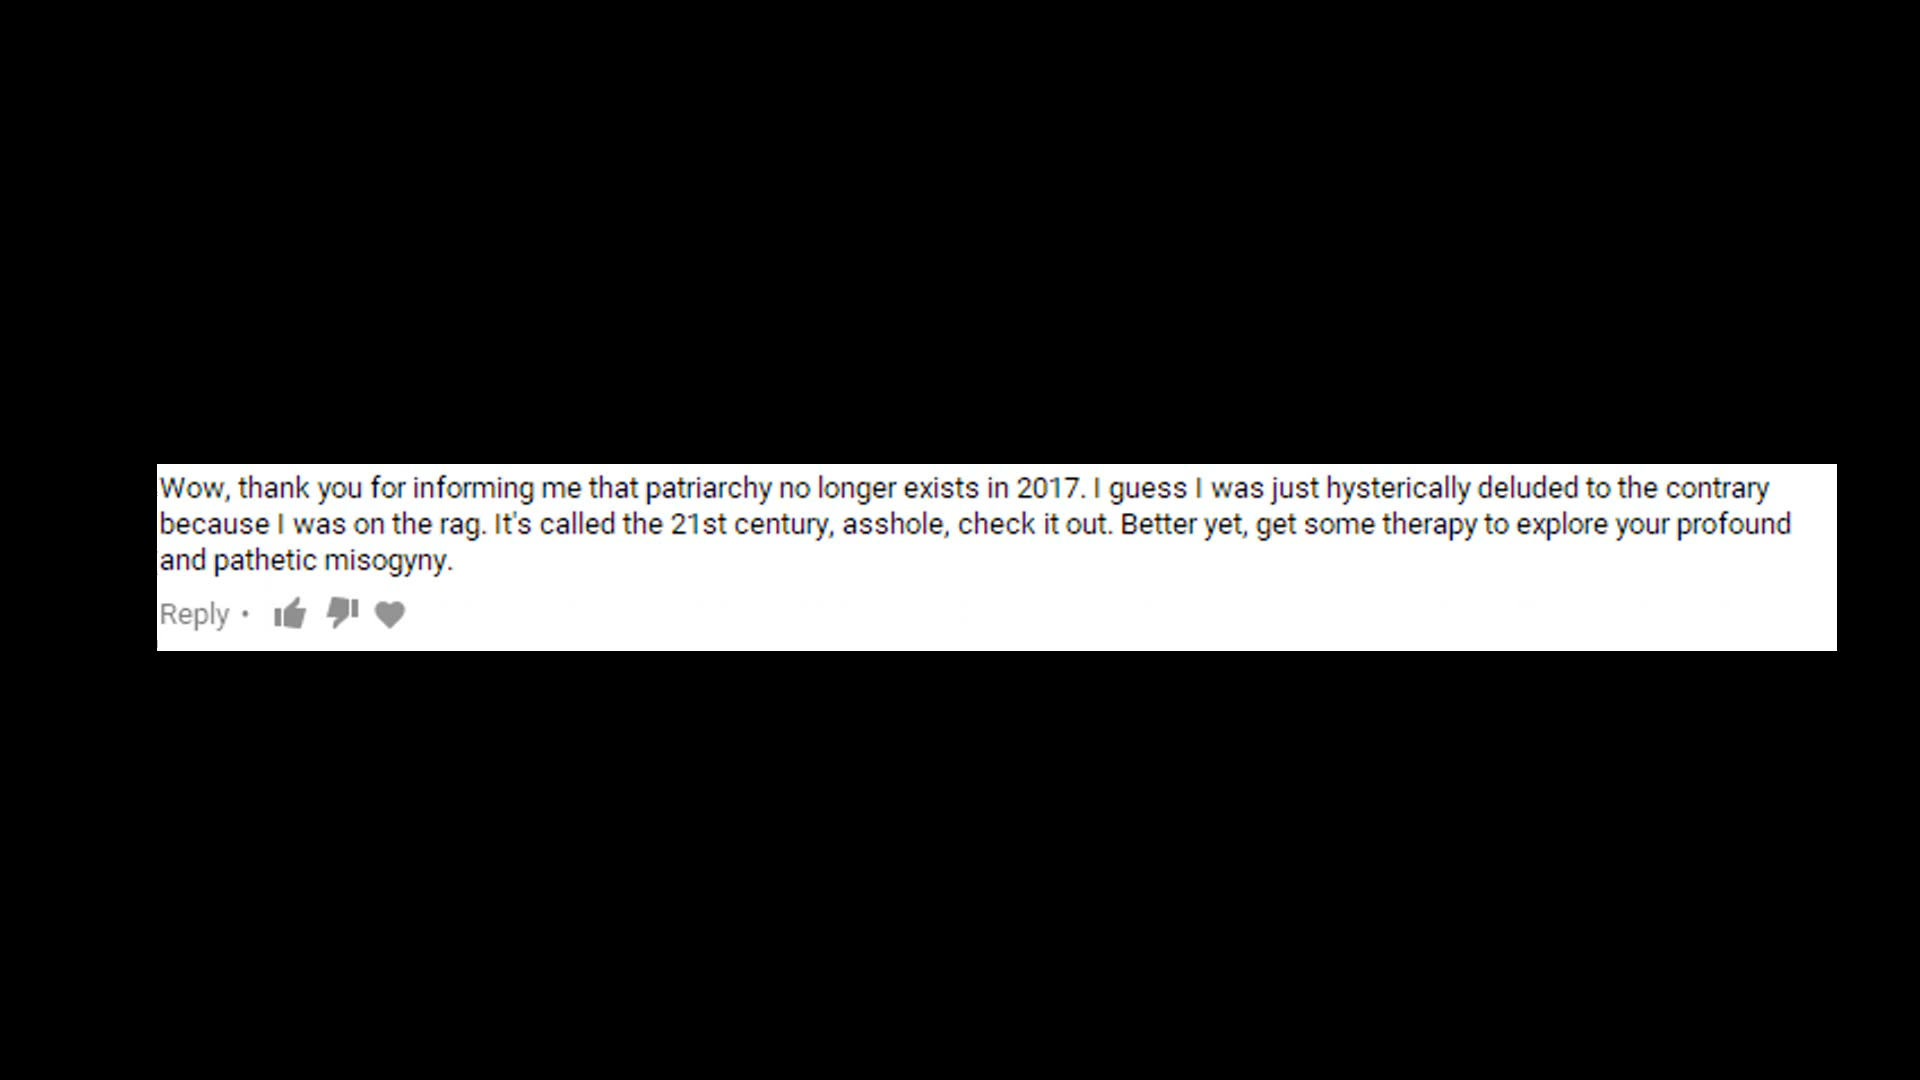 Wow, thank you for informing me that patriarchy no longer exists in 2017. I guess I was just hysterically deluded to the contrary
because I was on the rag. It's called the 21st century, asshole, check it out. Better yet, get some therapy to explore your profound
and pathetic misogyny.
Reply •